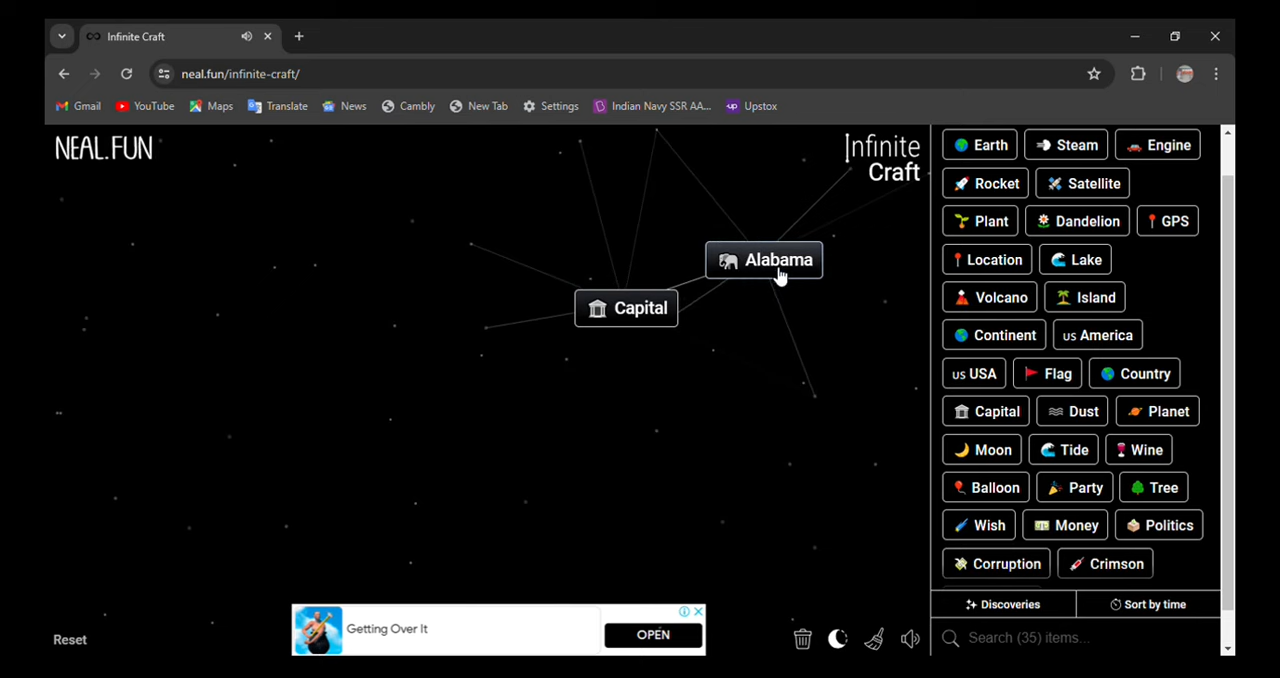 Infinite Craft
neal.fun/infinite-craft/
Gmail YouTube Maps Translate News Cambly New Tab Settings Indian Navy SSR AA... Upstox
NEAL.FUN
Infinite
Craft
Alabama
Capital
Earth Steam Engine
Rocket Satellite
Plant Dandelion GPS
Location Lake
Volcano Island
Continent US America
US USA Flag Country
Capital Dust Planet
Moon Tide Wine
Balloon Party Tree
Wish Money Politics
Corruption Crimson
Discoveries Sort by time
Search (35) items...
Getting Over It
OPEN
Reset